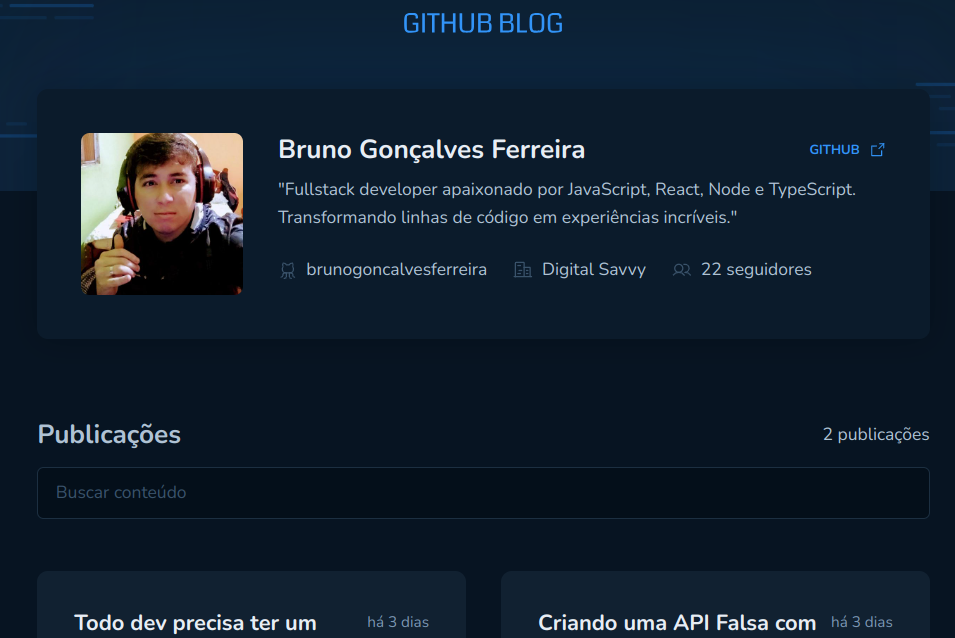 GITHUB BLOG
Bruno Gonçalves Ferreira
GITHUB
"Fullstack developer apaixonado por JavaScript, React, Node e TypeScript.
Transformando linhas de código em experiências incríveis."
brunogoncalvesferreira
Digital Savvy
22 seguidores
Publicações
2 publicações
Buscar conteúdo
Todo dev precisa ter um
há 3 dias
Criando uma API Falsa com
há 3 dias